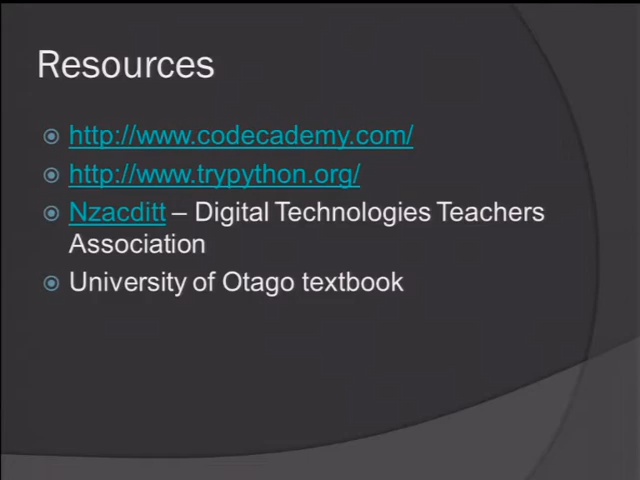 Resources
http://www.codecademy.com/
http://www.trypython.org/
Nzacditt – Digital Technologies Teachers
Association
University of Otago textbook